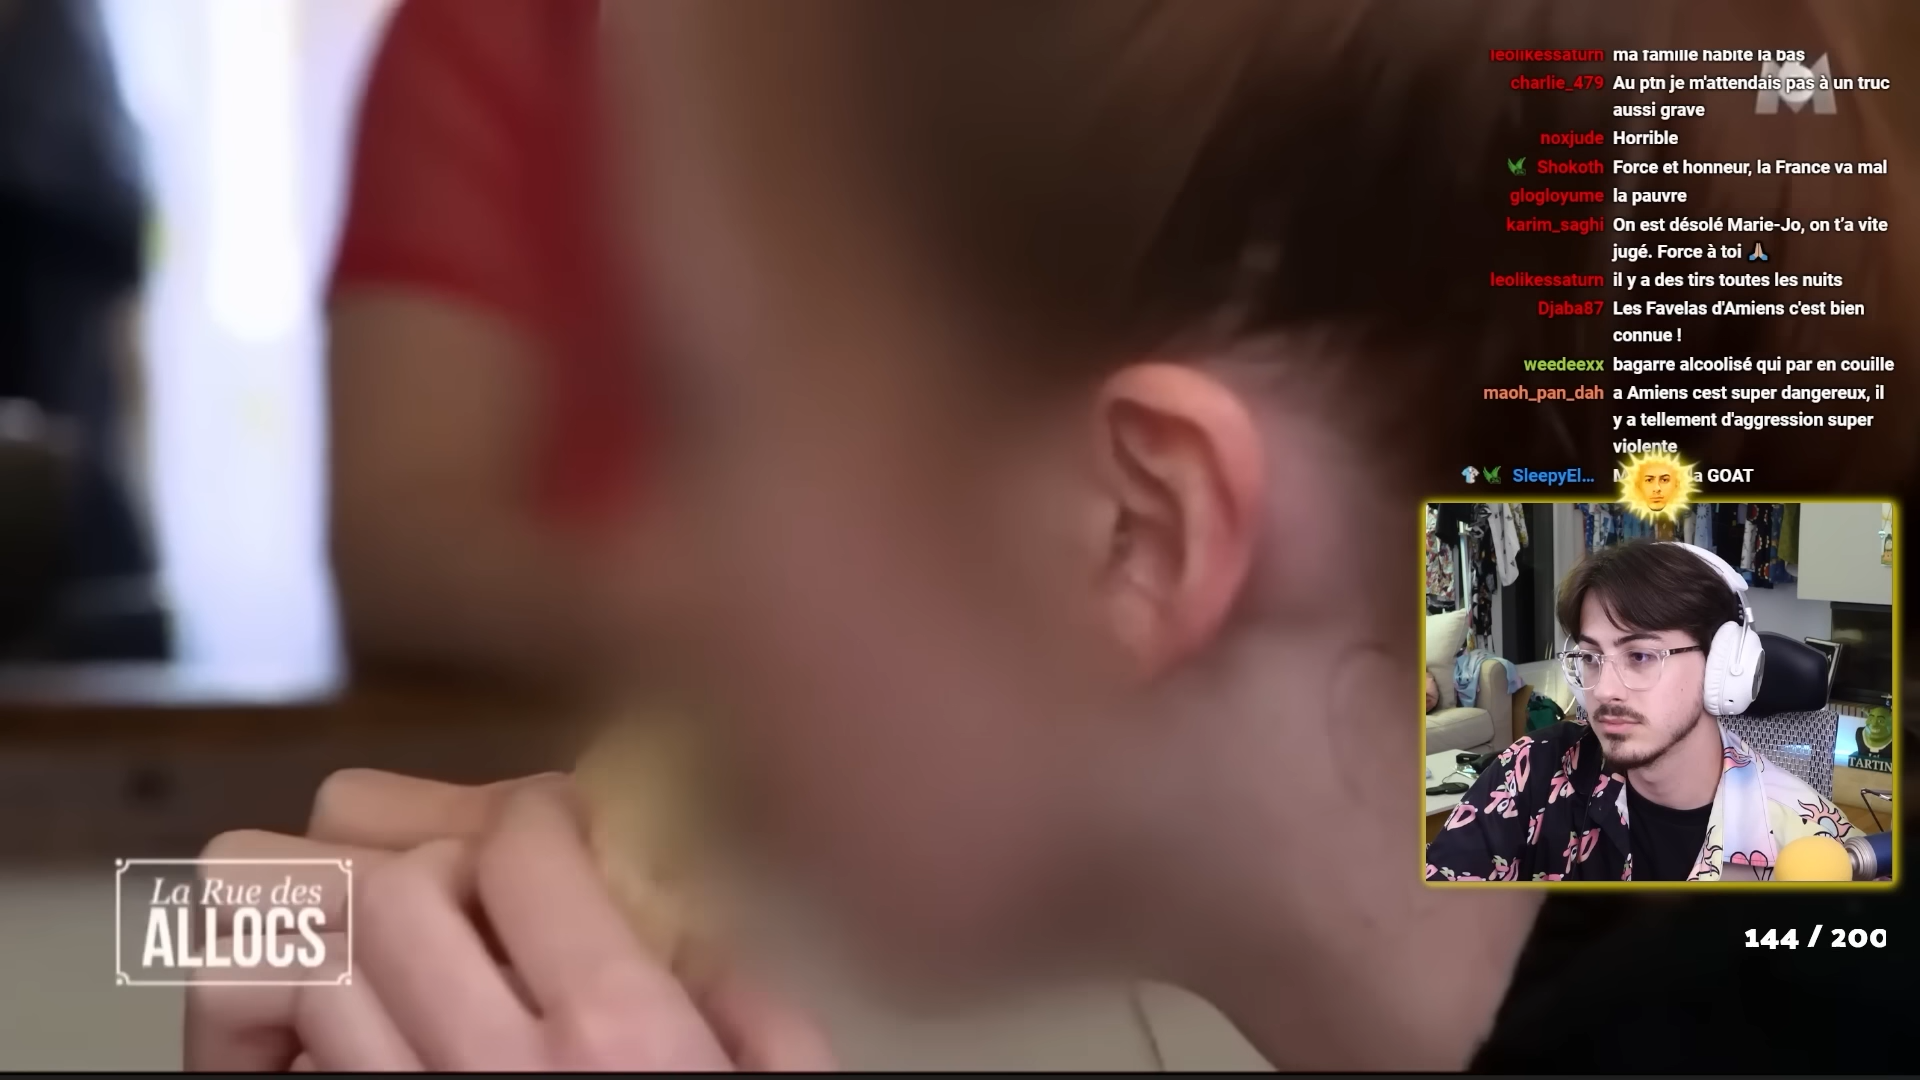 leolikessaturn ma famille habite la bas
charlie_479 Au ptn je m'attendais pas à un truc
aussi grave
noxjude Horrible
Shokoth Force et honneur, la France va mal
glogloyume la pauvre
karim_saghi On est désolé Marie-Jo, on t’a vite
jugé. Force à toi 🙏🏼
leolikessaturn il y a des tirs toutes les nuits
Djaba87 Les Favelas d'Amiens c'est bien
connue !
weedeexx bagarre alcoolisé qui par en couille
maoh_pan_dah a Amiens cest super dangereux, il
y a tellement d'aggression super
violente
SleepyEl... GOAT
TARTIN
La Rue des
ALLOCS
144 / 200